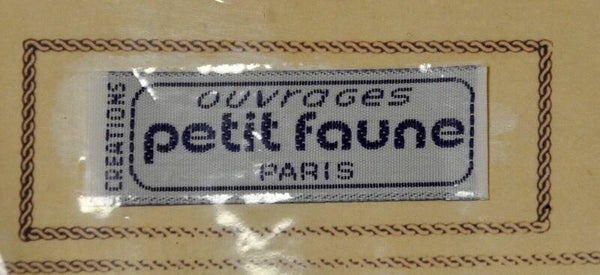 CREATIONS
ouvrages
petit faune
PARIS